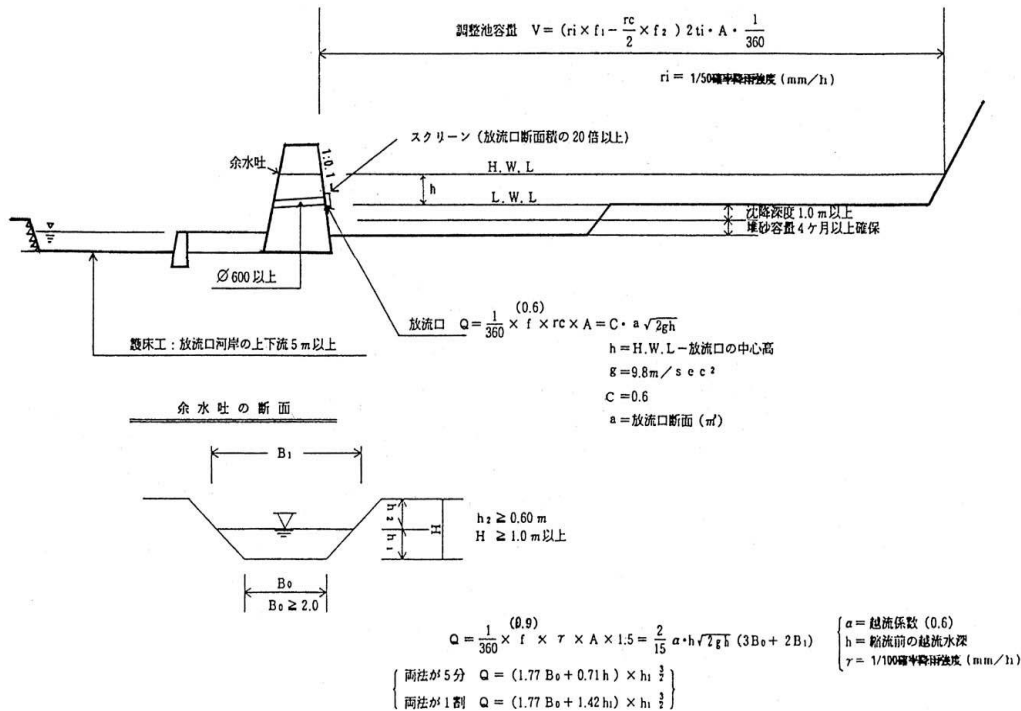 調整池容量 V= (ri × f₁ − rc/2 × f₂ ) 2ti・A・1/360
ri = 1/50確率降雨強度 (mm/h)
スクリーン (放流口断面積の20倍以上)
余水吐
1:0.1
H.W.L
h
L.W.L
沈降深度1.0m以上
堆砂容量4ケ月以上確保
∅600以上
放流口 Q = 1/360 × f(0.6) × rc × A = C・a√2gh
護床工:放流口河岸の上下流5m以上
h = H.W.L − 放流口の中心高
g = 9.8m/sec²
C = 0.6
a = 放流口断面 (㎡)
余水吐の断面
B₁
h₂
h₁
H
h₂ ≧ 0.60 m
H ≧ 1.0 m以上
B₀
B₀ ≧ 2.0
Q = 1/360 × f(0.9) × r × A × 1.5 = 2/15 α・h√2gh (3B₀ + 2B₁)
α = 越流係数 (0.6)
h = 縮流前の越流水深
r = 1/100確率降雨強度 (mm/h)
両法が5分 Q = (1.77 B₀ + 0.71h) × h₁ 3/2
両法が1割 Q = (1.77 B₀ + 1.42h₁) × h₁ 3/2